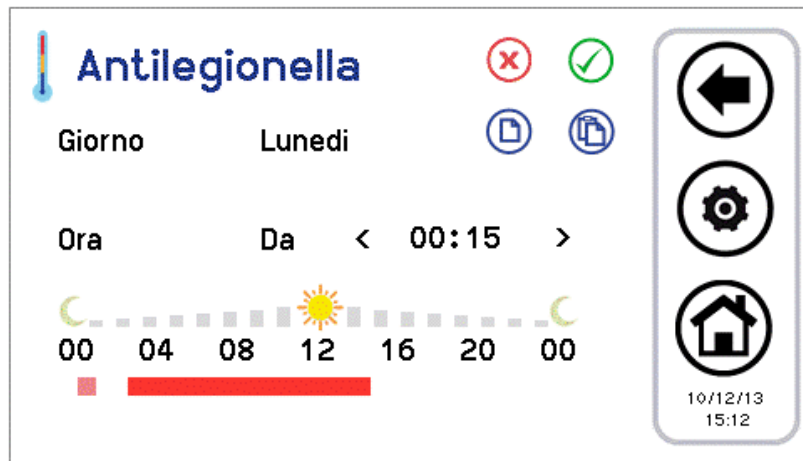 Antilegionella
Giorno Lunedi
Ora Da < 00:15 >
00 04 08 12 16 20 00
10/12/13
15:12